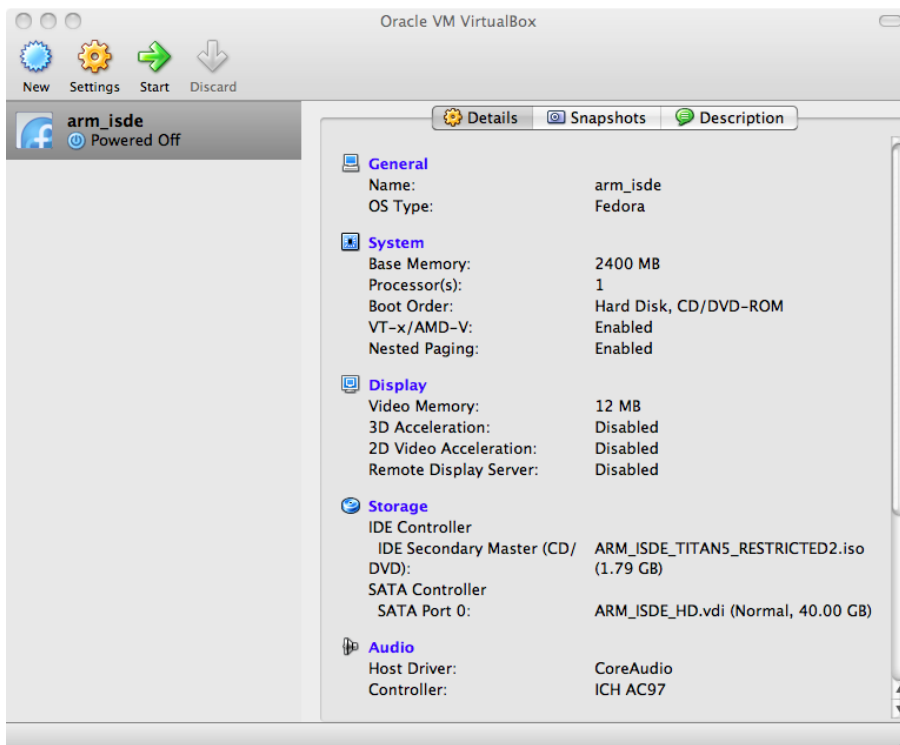 Oracle VM VirtualBox
New Settings Start Discard
arm_isde
Powered Off
Details Snapshots Description
General
Name: arm_isde
OS Type: Fedora
System
Base Memory: 2400 MB
Processor(s): 1
Boot Order: Hard Disk, CD/DVD-ROM
VT-x/AMD-V: Enabled
Nested Paging: Enabled
Display
Video Memory: 12 MB
3D Acceleration: Disabled
2D Video Acceleration: Disabled
Remote Display Server: Disabled
Storage
IDE Controller
IDE Secondary Master (CD/ ARM_ISDE_TITAN5_RESTRICTED2.iso
DVD): (1.79 GB)
SATA Controller
SATA Port 0: ARM_ISDE_HD.vdi (Normal, 40.00 GB)
Audio
Host Driver: CoreAudio
Controller: ICH AC97